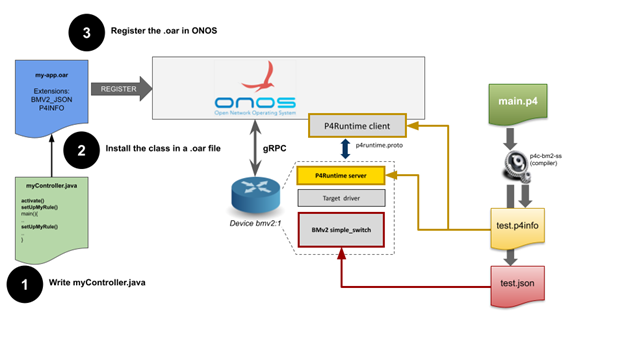 3
Register the .oar in ONOS
my-app.oar
Extensions:
BMV2_JSON
P4INFO
REGISTER
onos
Open Network Operating System
P4Runtime client
main.p4
2
Install the class in a .oar file
gRPC
p4runtime.proto
p4c-bm2-ss
(compiler)
myController.java
activate()
setUpMyRule()
main(){
..
setUpMyRule()
..
}
P4Runtime server
Target driver
BMv2 simple_switch
Device bmv2:1
test.p4info
test.json
1
Write myController.java